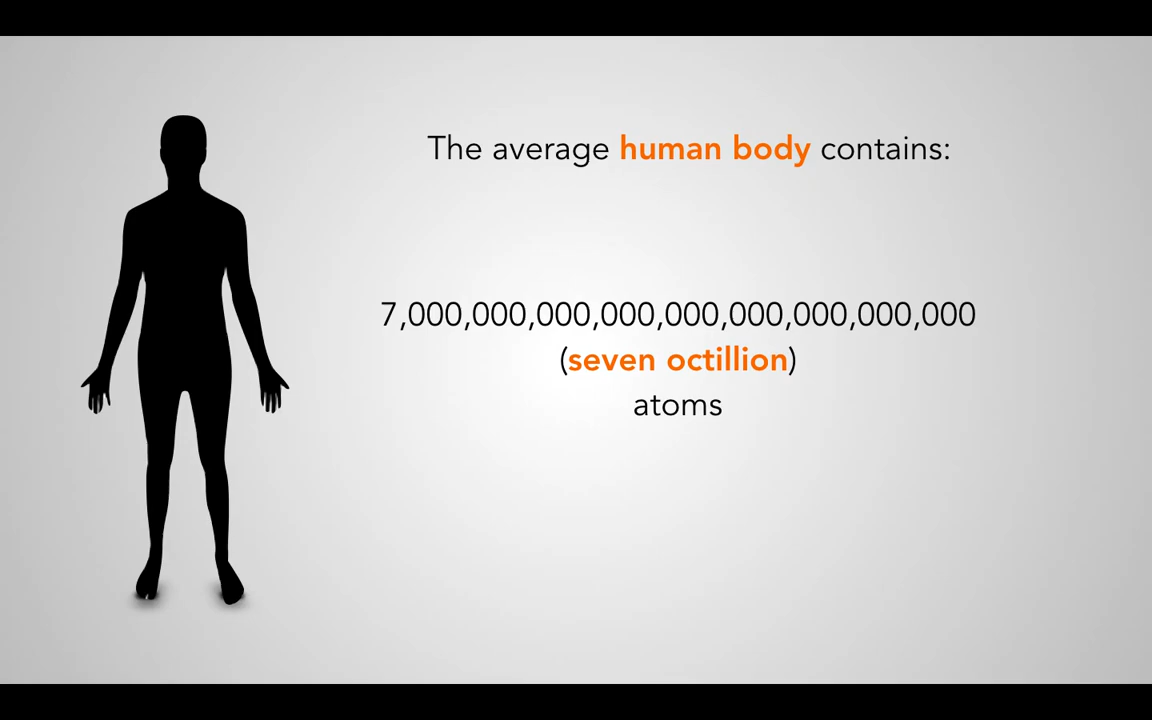 The average human body contains:
7,000,000,000,000,000,000,000,000,000
(seven octillion)
atoms